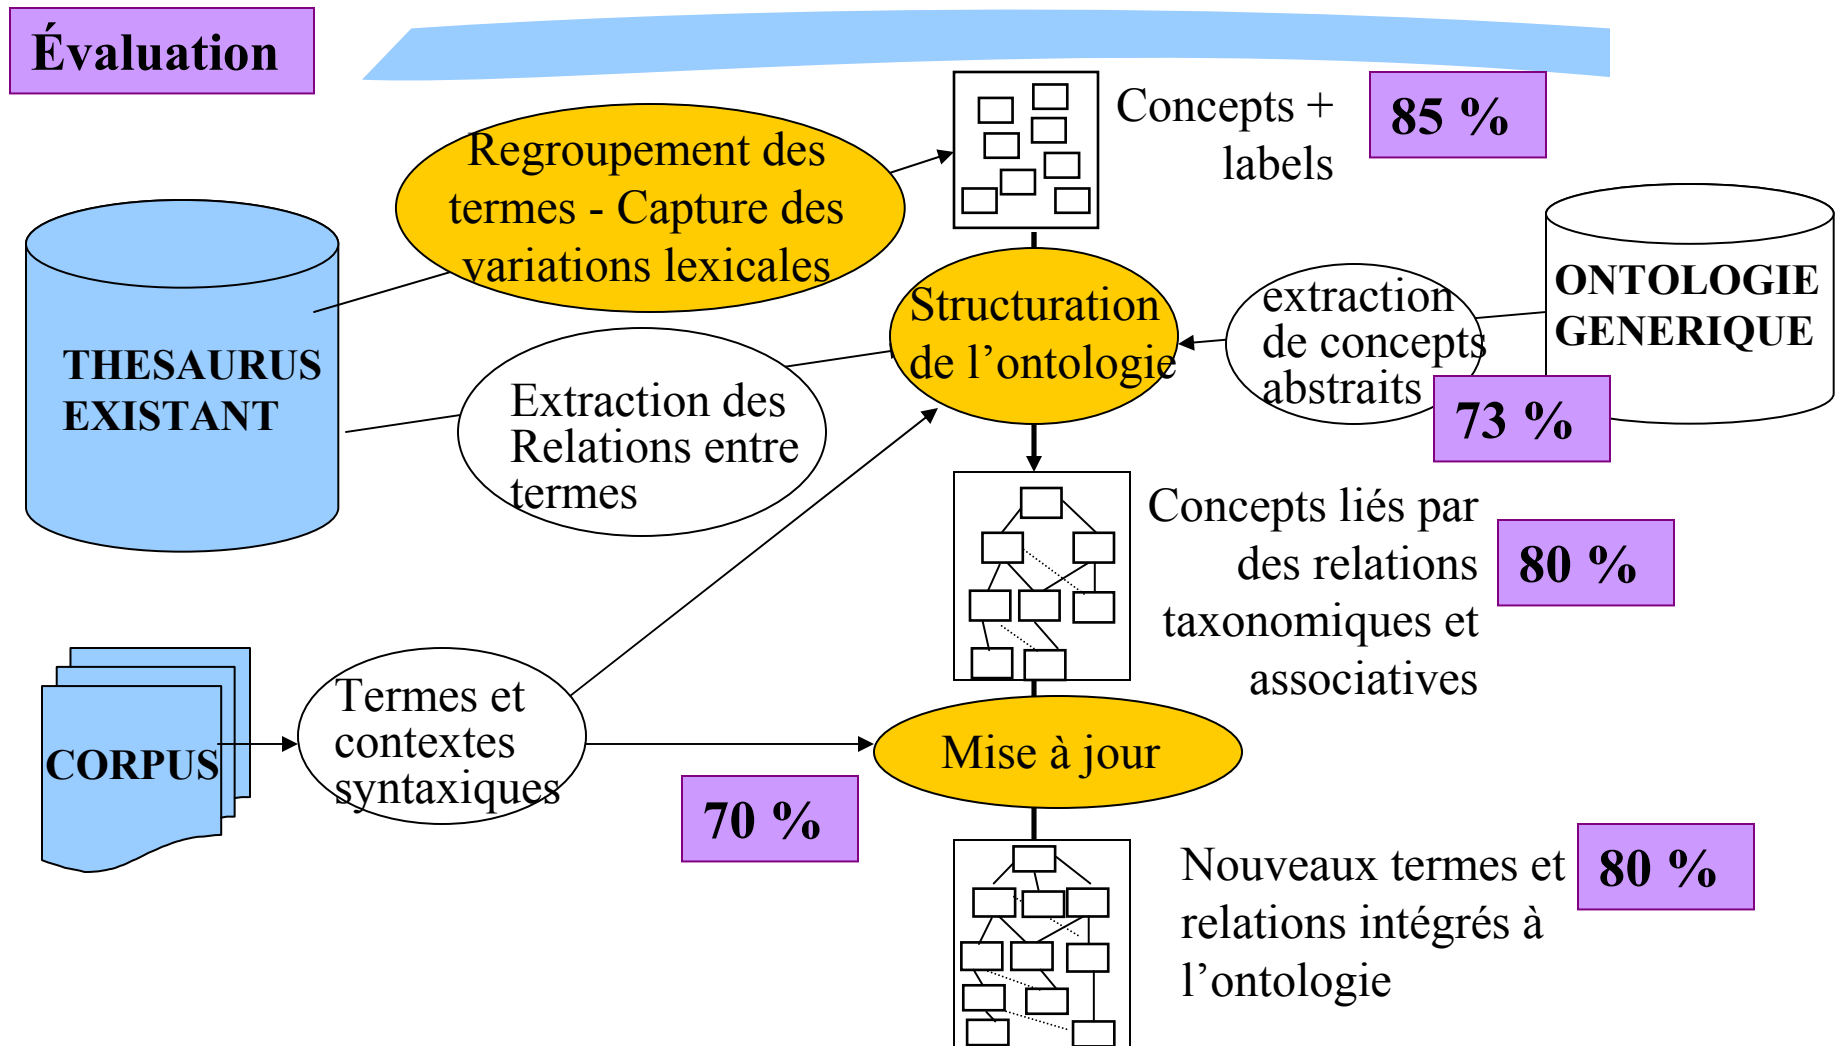 Évaluation
Concepts +
labels
85 %
Regroupement des
termes - Capture des
variations lexicales
THESAURUS
EXISTANT
Extraction des
Relations entre
termes
Structuration
de l’ontologie
extraction
de concepts
abstraits
73 %
ONTOLOGIE
GENERIQUE
Concepts liés par
des relations
taxonomiques et
associatives
80 %
CORPUS
Termes et
contextes
syntaxiques
70 %
Mise à jour
Nouveaux termes et
relations intégrés à
l’ontologie
80 %